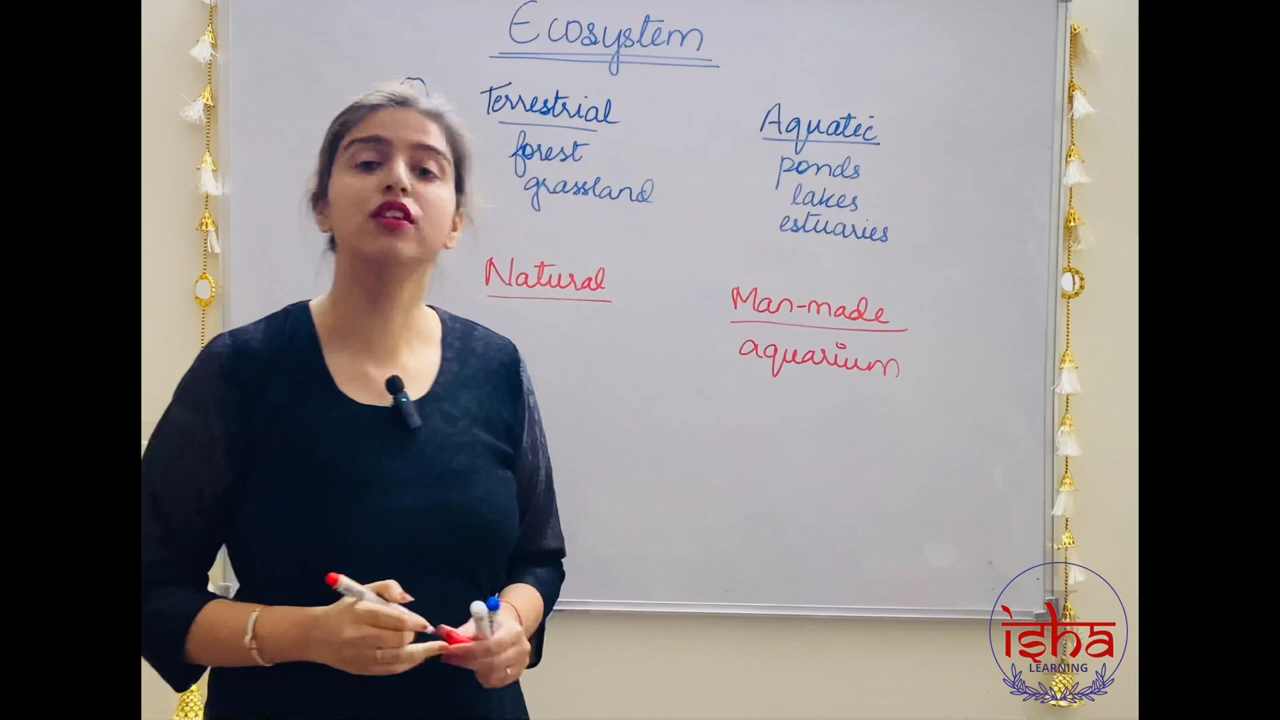 Ecosystem
Terrestrial
forest
grassland
Aquatic
ponds
lakes
estuaries
Natural
Man-made
aquarium
isha
LEARNING